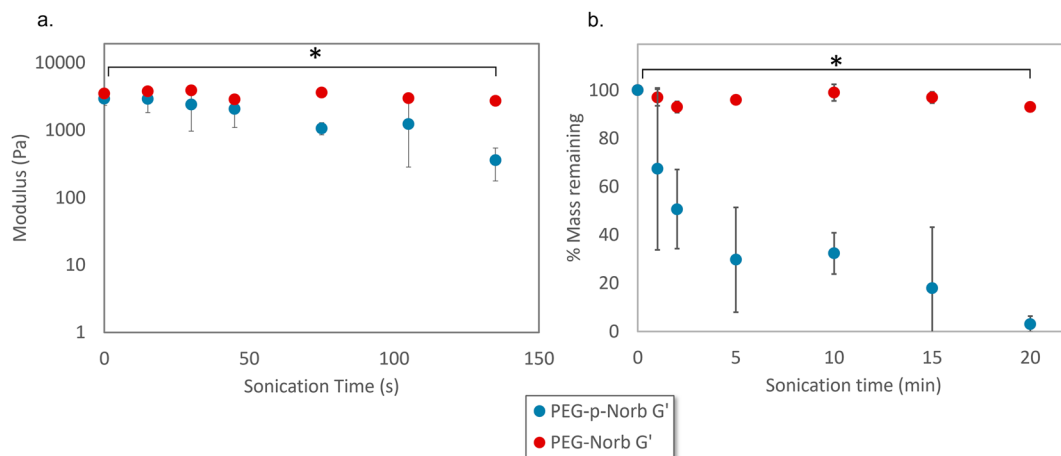 a.
*
10000
1000
100
10
1
Modulus (Pa)
0
50
100
150
Sonication Time (s)
b.
*
100
80
60
40
20
0
% Mass remaining
0
5
10
15
20
Sonication time (min)
PEG-p-Norb G'
PEG-Norb G'